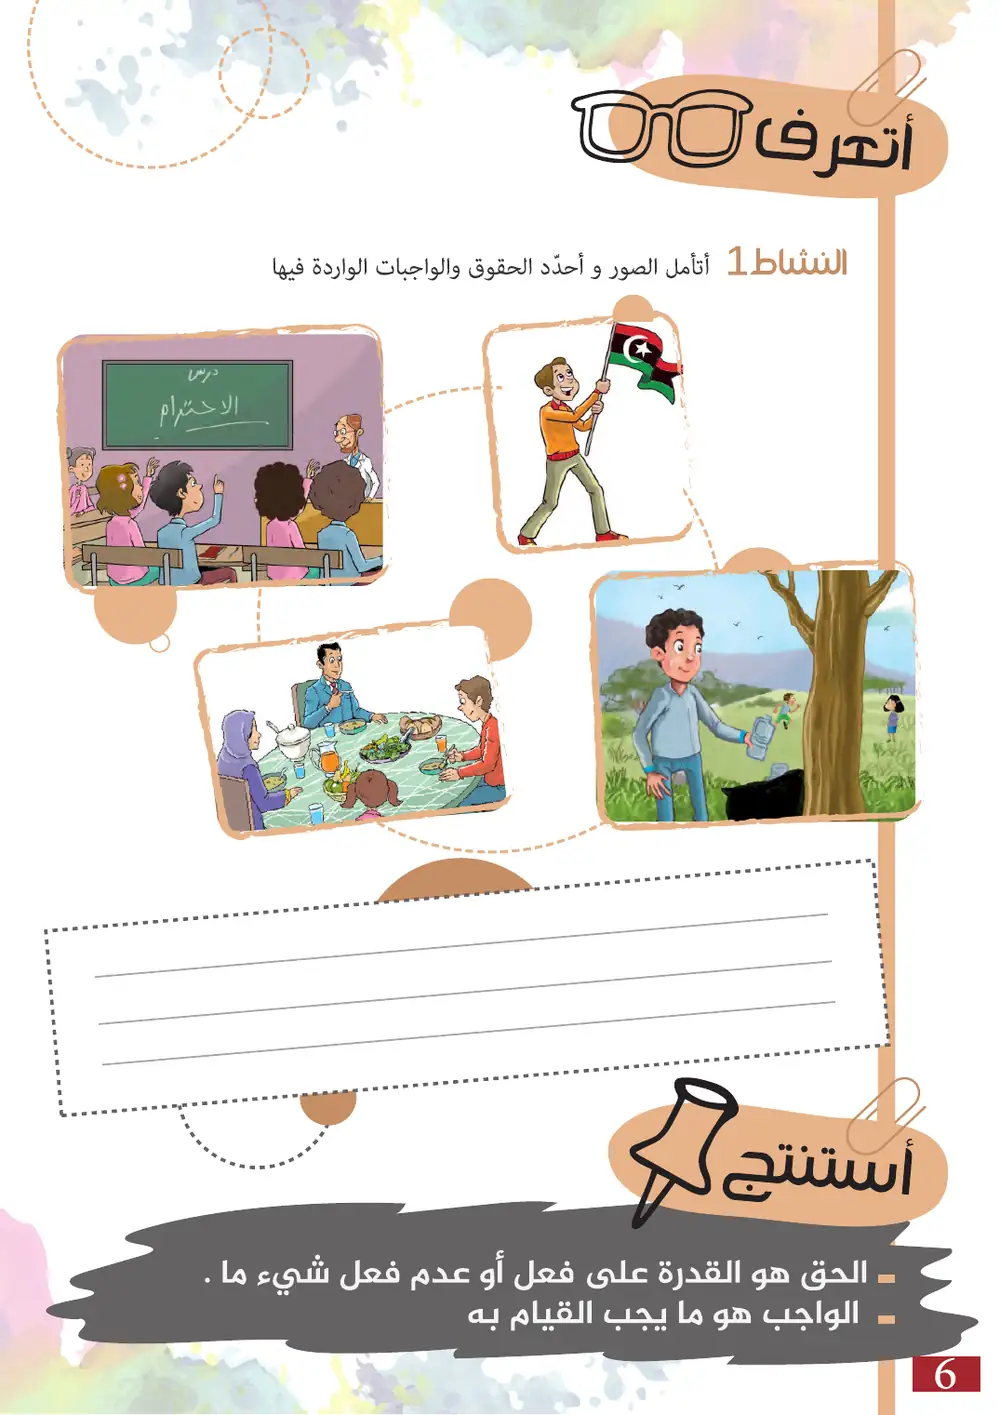 أتعرف
النشاط 1 أتأمل الصور و أحدّد الحقوق والواجبات الواردة فيها
درس
الاحترام
أستنتج
- الحق هو القدرة على فعل أو عدم فعل شيء ما .
- الواجب هو ما يجب القيام به
6